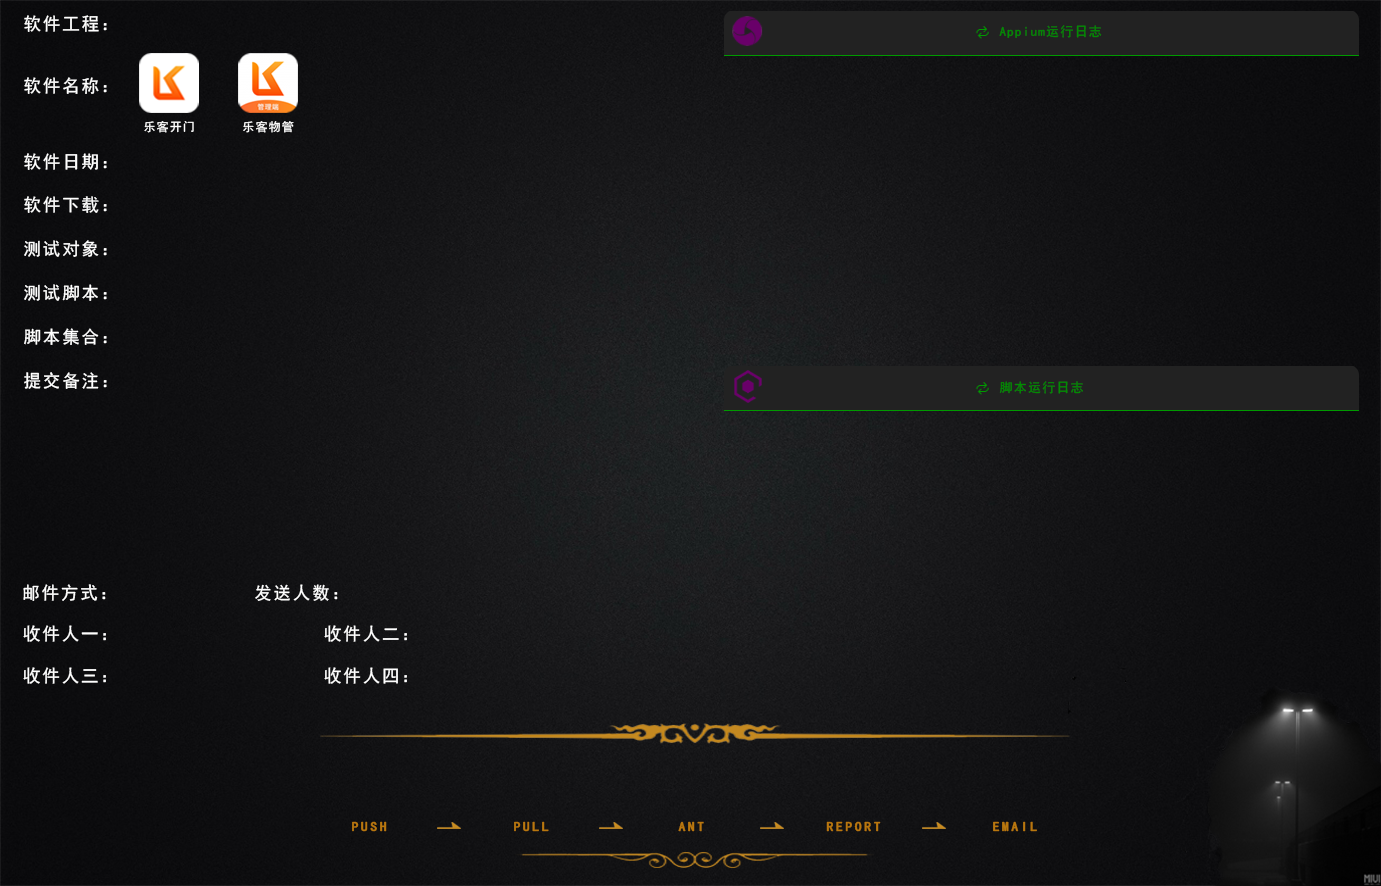 软件工程：
Appium运行日志
软件名称：
管理端
乐客开门
乐客物管
软件日期：
软件下载：
测试对象：
测试脚本：
脚本集合：
提交备注：
脚本运行日志
邮件方式：
发送人数：
收件人一：
收件人二：
收件人三：
收件人四：
PUSH
PULL
ANT
REPORT
EMAIL
MIUI